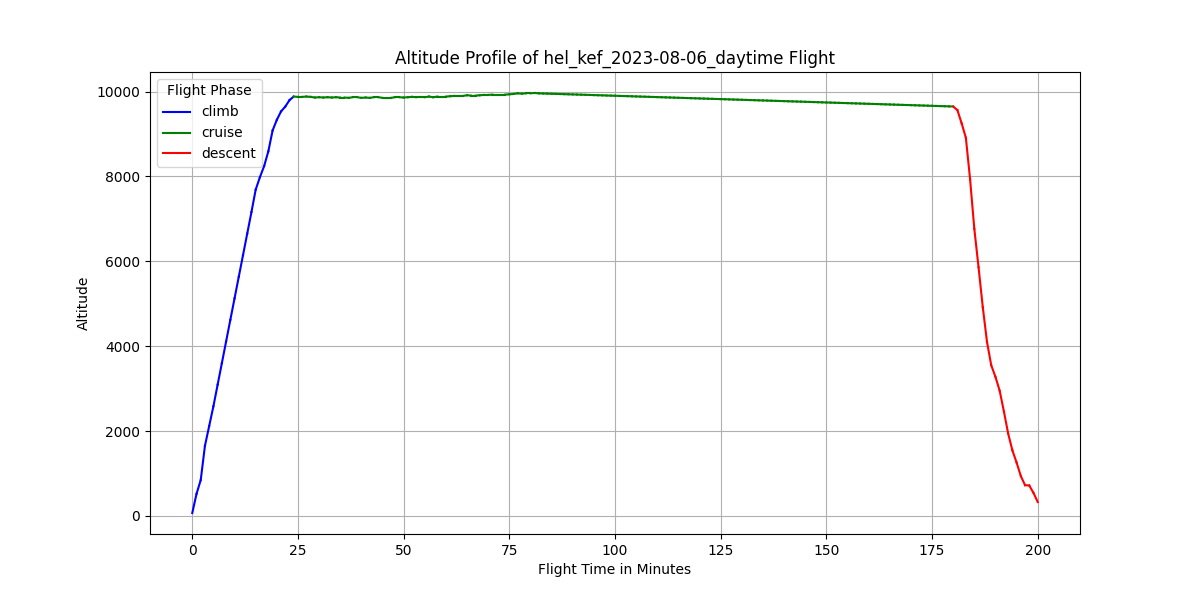 Altitude Profile of hel_kef_2023-08-06_daytime Flight
Flight Phase
climb
cruise
descent
Altitude
10000
8000
6000
4000
2000
0
0 25 50 75 100 125 150 175 200
Flight Time in Minutes